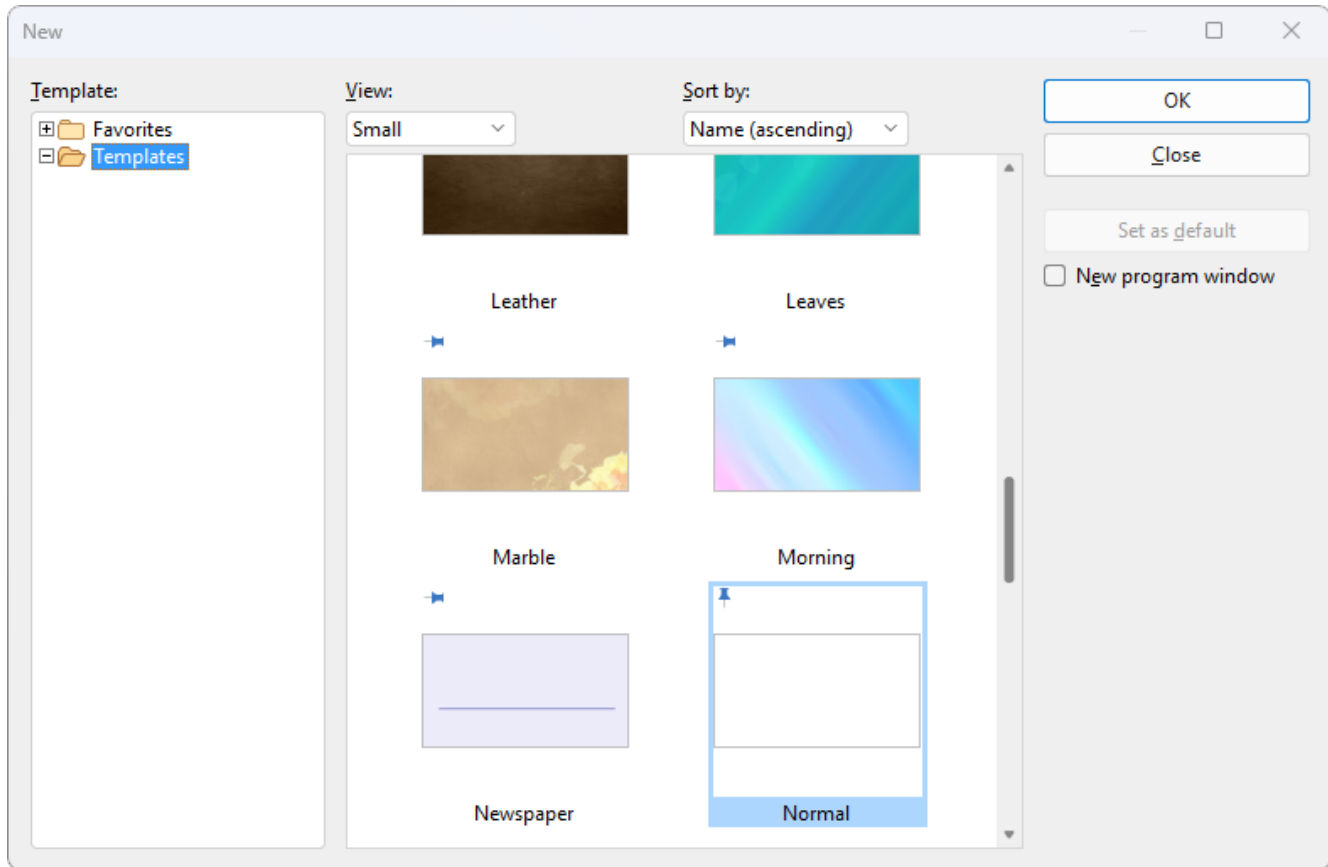 New
Template:
View:
Sort by:
OK
Favorites
Small
Name (ascending)
Templates
Close
Set as default
New program window
Leather
Leaves
Marble
Morning
Newspaper
Normal